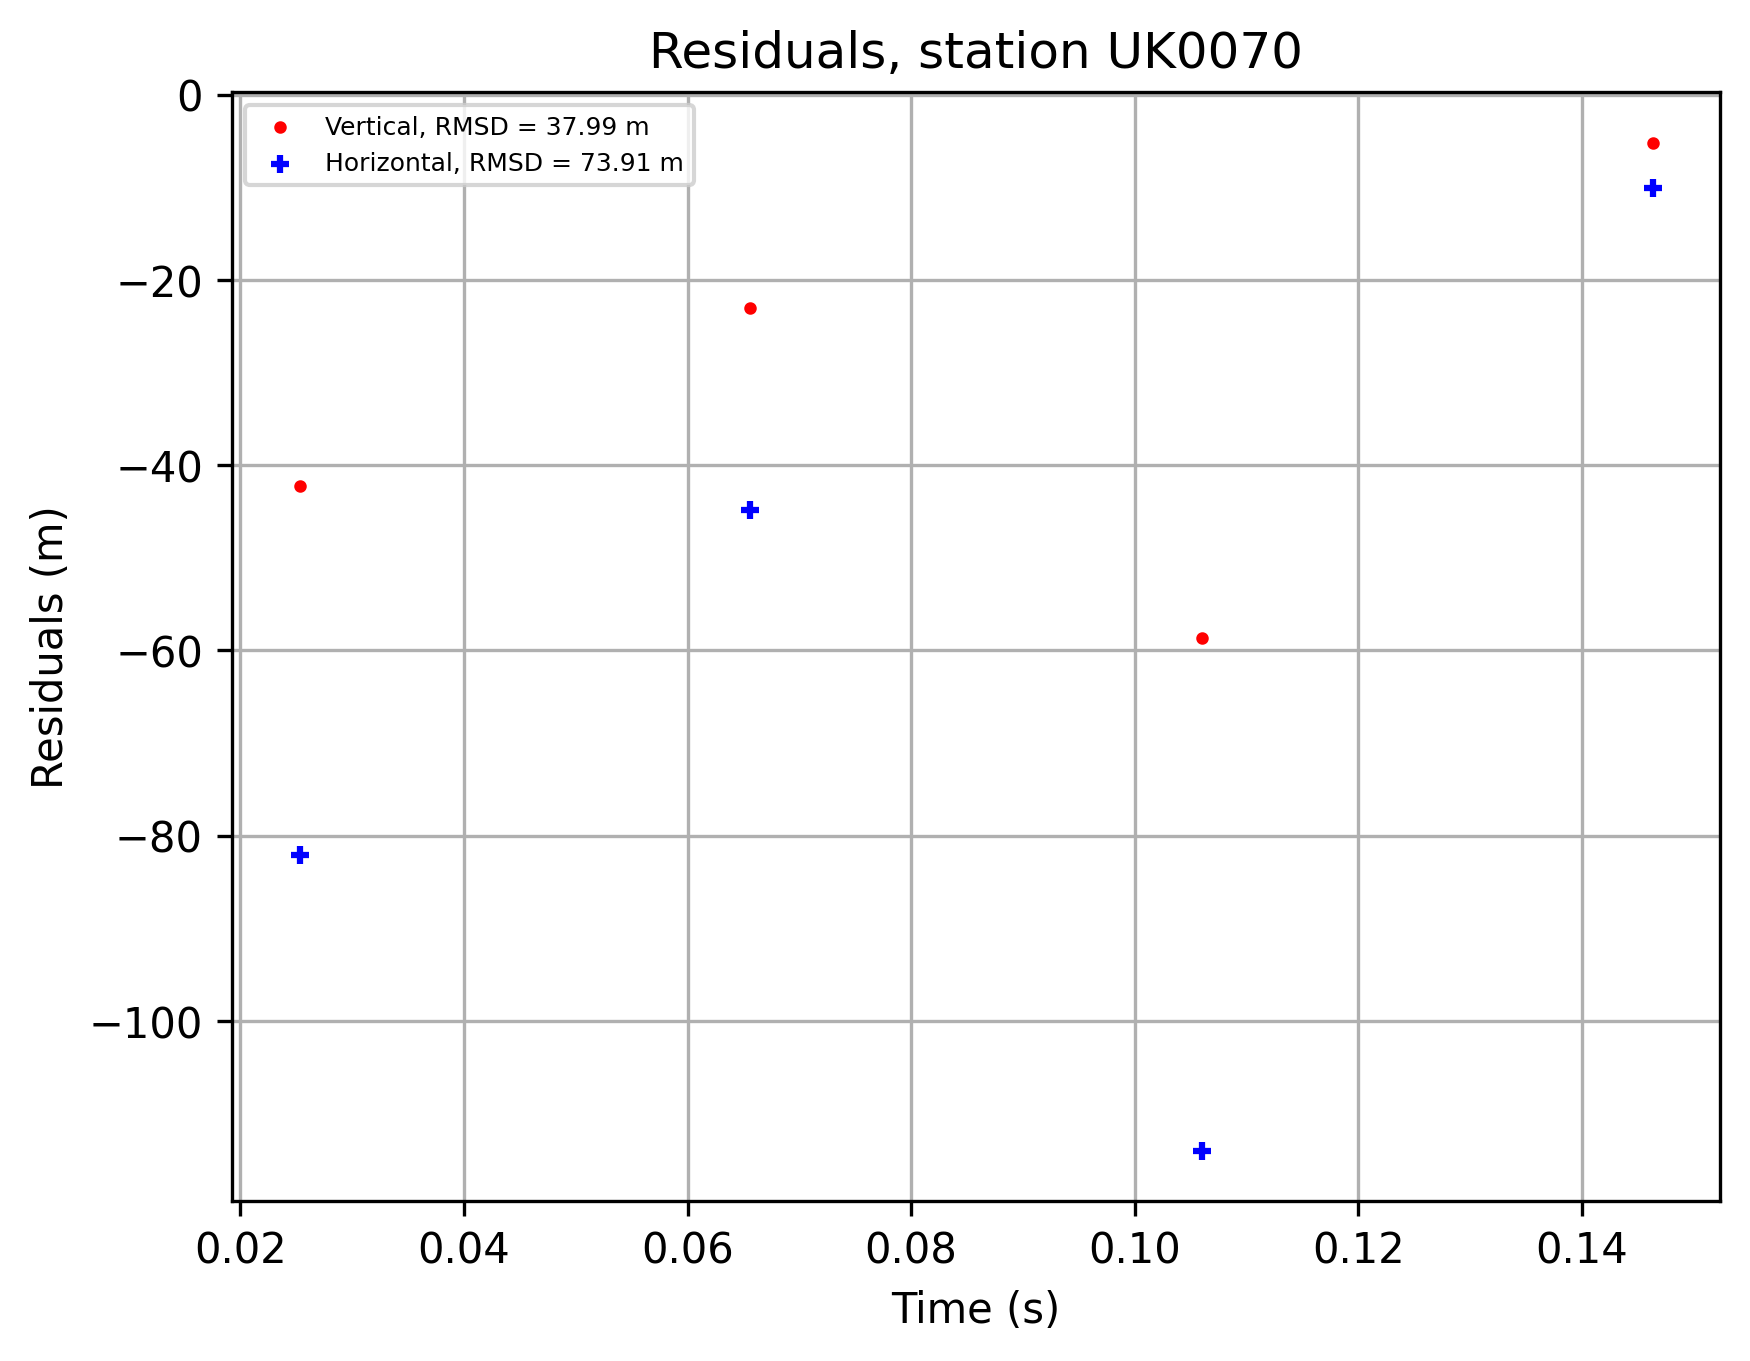 Residuals, station UK0070
Vertical, RMSD = 37.99 m
Horizontal, RMSD = 73.91 m
Residuals (m)
0
−20
−40
−60
−80
−100
0.02 0.04 0.06 0.08 0.10 0.12 0.14
Time (s)